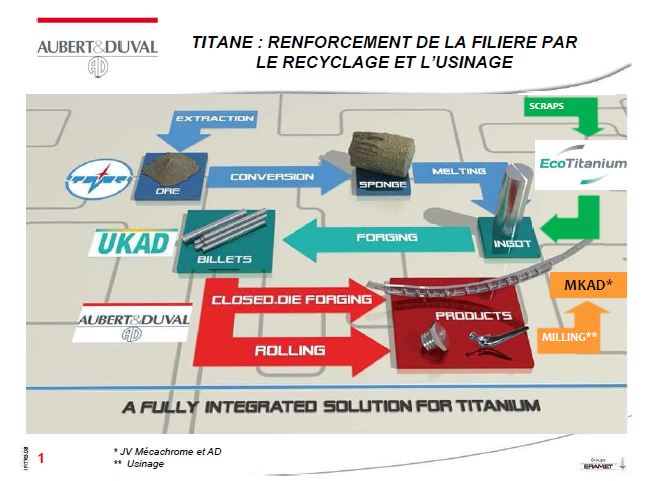 AUBERT&DUVAL
AD
TITANE : RENFORCEMENT DE LA FILIERE PAR
LE RECYCLAGE ET L'USINAGE
SCRAPS
EXTRACTION
EcoTitanium
ORE
CONVERSION
SPONGE
MELTING
INGOT
UKAD
BILLETS
FORGING
MKAD*
AUBERT&DUVAL
AD
CLOSED.DIE FORGING
PRODUCTS
MILLING**
ROLLING
A FULLY INTEGRATED SOLUTION FOR TITANIUM
1
* JV Mécachrome et AD
** Usinage
Groupe
ERAMET